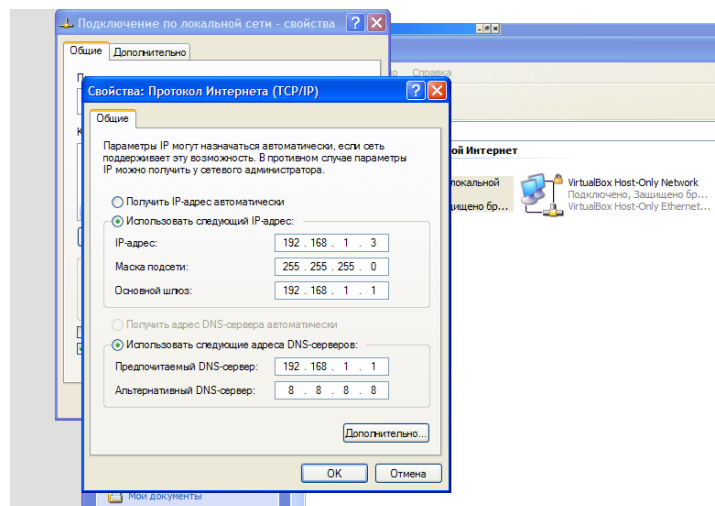 Подключение по локальной сети - свойства
Общие
Дополнительно
Справка
Свойства: Протокол Интернета (TCP/IP)
Общие
Параметры IP могут назначаться автоматически, если сеть
поддерживает эту возможность. В противном случае параметры
IP можно получить у сетевого администратора.
Получить IP-адрес автоматически
Использовать следующий IP-адрес:
IP-адрес: 192 . 168 . 1 . 3
Маска подсети: 255 . 255 . 255 . 0
Основной шлюз: 192 . 168 . 1 . 1
Получить адрес DNS-сервера автоматически
Использовать следующие адреса DNS-серверов:
Предпочитаемый DNS-сервер: 192 . 168 . 1 . 1
Альтернативный DNS-сервер: 8 . 8 . 8 . 8
Дополнительно...
OK
Отмена
ой Интернет
локальной
ищено бр...
VirtualBox Host-Only Network
Подключено, Защищено бр...
VirtualBox Host-Only Ethernet...
Мои документы